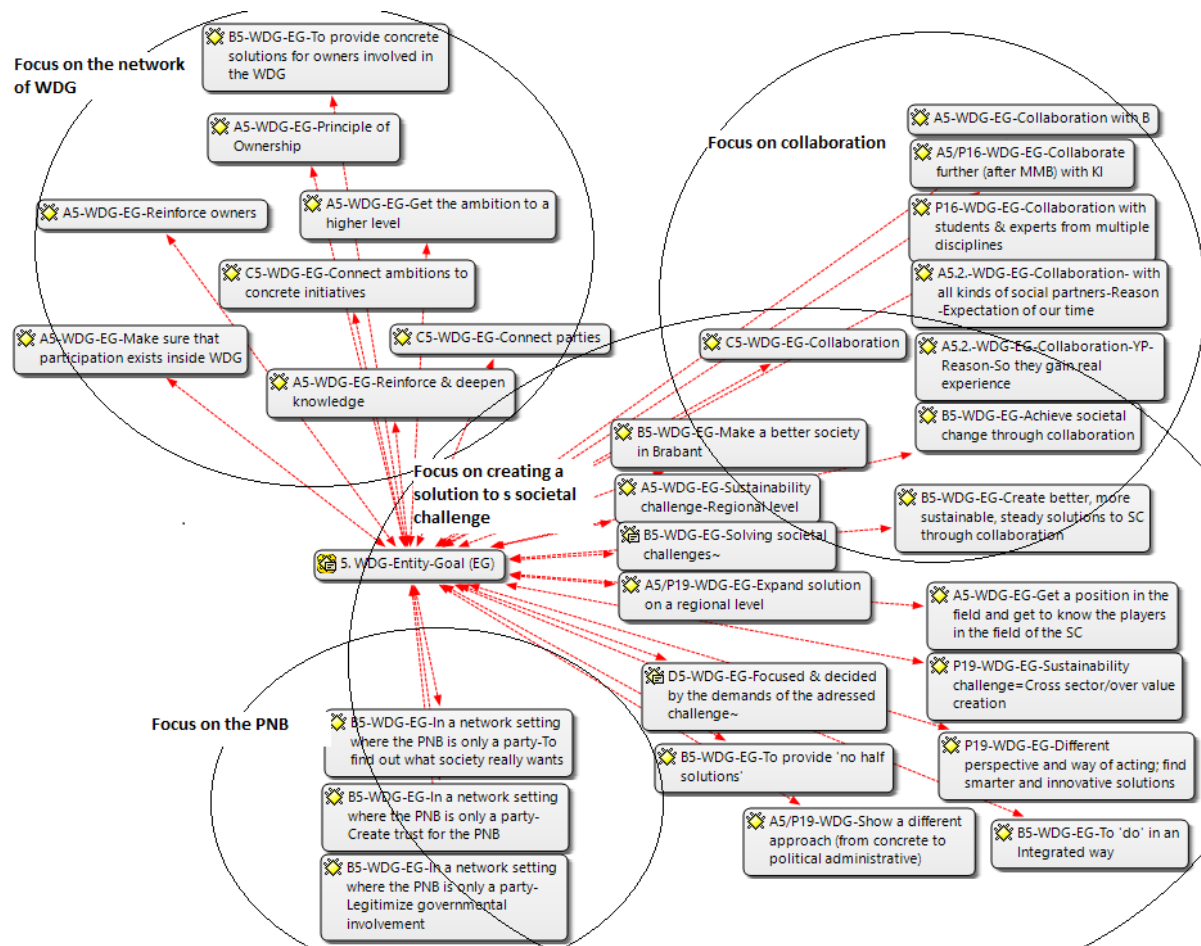 B5-WDG-EG-To provide concrete
solutions for owners involved in
the WDG
Focus on the network
of WDG
A5-WDG-EG-Principle of
Ownership
A5-WDG-EG-Reinforce owners
A5-WDG-EG-Get the ambition to a
higher level
C5-WDG-EG-Connect ambitions to
concrete initiatives
A5-WDG-EG-Make sure that
participation exists inside WDG
C5-WDG-EG-Connect parties
A5-WDG-EG-Reinforce & deepen
knowledge
Focus on collaboration
A5-WDG-EG-Collaboration with B
A5/P16-WDG-EG-Collaborate
further (after MMB) with KI
P16-WDG-EG-Collaboration with
students & experts from multiple
disciplines
A5.2.-WDG-EG-Collaboration- with
all kinds of social partners-Reason
-Expectation of our time
C5-WDG-EG-Collaboration
A5.2.-WDG-EG-Collaboration-YP-
Reason-So they gain real
experience
B5-WDG-EG-Achieve societal
change through collaboration
B5-WDG-EG-Make a better society
in Brabant
Focus on creating a
solution to s societal
challenge
A5-WDG-EG-Sustainability
challenge-Regional level
B5-WDG-EG-Create better, more
sustainable, steady solutions to SC
through collaboration
B5-WDG-EG-Solving societal
challenges~
5. WDG-Entity-Goal (EG)
A5/P19-WDG-EG-Expand solution
on a regional level
A5-WDG-EG-Get a position in the
field and get to know the players
in the field of the SC
P19-WDG-EG-Sustainability
challenge=Cross sector/over value
creation
D5-WDG-EG-Focused & decided
by the demands of the adressed
challenge~
Focus on the PNB
B5-WDG-EG-In a network setting
where the PNB is only a party-To
find out what society really wants
B5-WDG-EG-To provide 'no half
solutions'
P19-WDG-EG-Different
perspective and way of acting; find
smarter and innovative solutions
B5-WDG-EG-In a network setting
where the PNB is only a party-
Create trust for the PNB
A5/P19-WDG-Show a different
approach (from concrete to
political administrative)
B5-WDG-EG-To 'do' in an
Integrated way
B5-WDG-EG-In a network setting
where the PNB is only a party-
Legitimize governmental
involvement